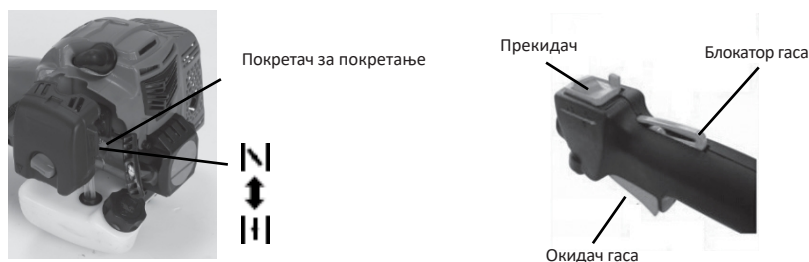 Покретач за покретање
Прекидач
Блокатор гаса
Окидач гаса